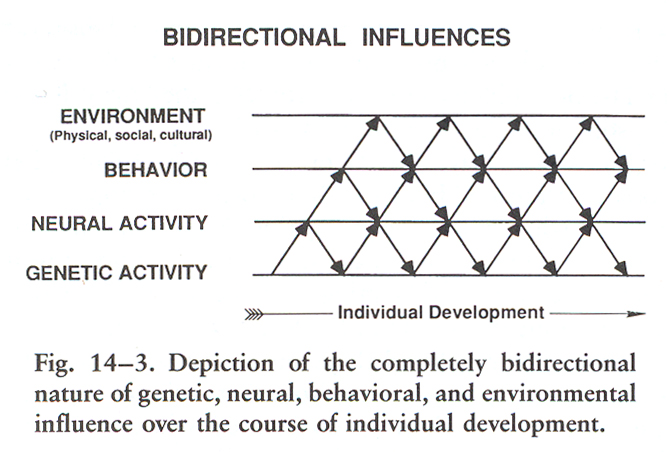 BIDIRECTIONAL INFLUENCES
ENVIRONMENT
(Physical, social, cultural)
BEHAVIOR
NEURAL ACTIVITY
GENETIC ACTIVITY
Individual Development
Fig. 14–3. Depiction of the completely bidirectional
nature of genetic, neural, behavioral, and environmental
influence over the course of individual development.